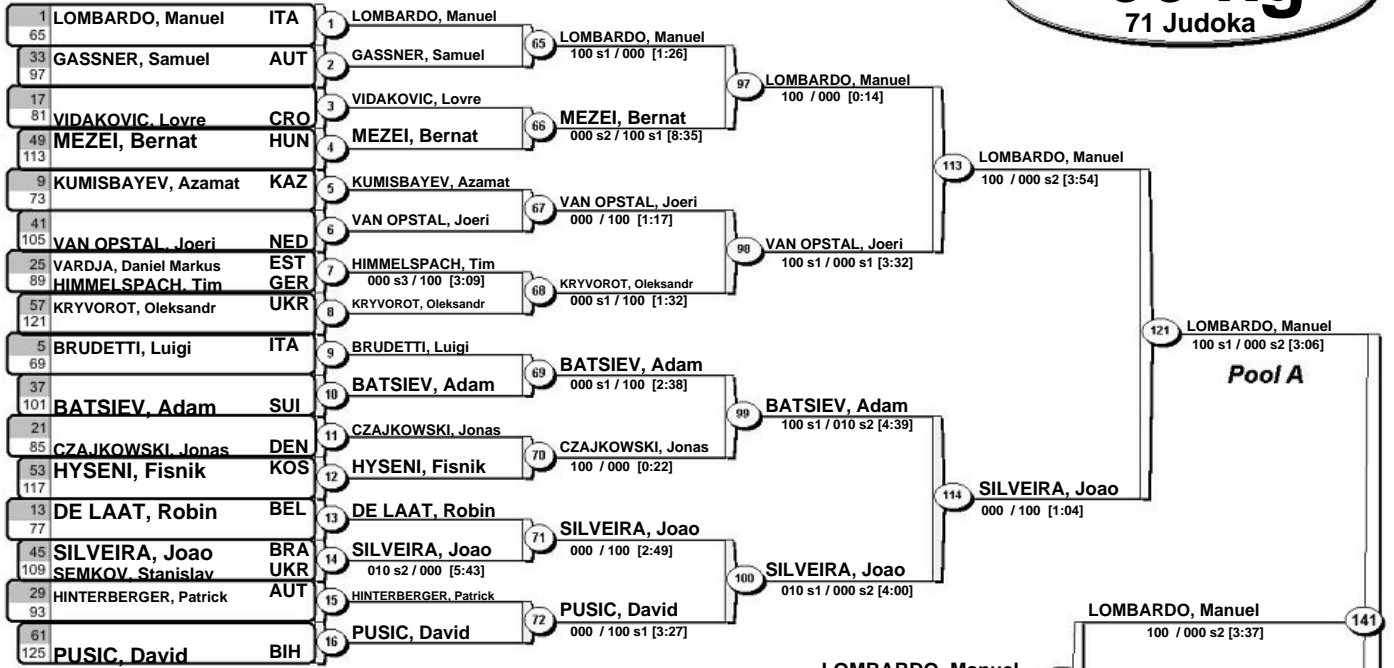 71 Judoka
1 LOMBARDO, Manuel ITA
65
33 GASSNER, Samuel AUT
97
17
81 VIDAKOVIC, Lovre CRO
49 MEZEI, Bernat HUN
113
9 KUMISBAYEV, Azamat KAZ
73
41
105 VAN OPSTAL, Joeri NED
25 VARDJA, Daniel Markus EST
89 HIMMELSPACH, Tim GER
57 KRYVOROT, Oleksandr UKR
121
5 BRUDETTI, Luigi ITA
69
37
101 BATSIEV, Adam SUI
21
85 CZAJKOWSKI, Jonas DEN
53 HYSENI, Fisnik KOS
117
13 DE LAAT, Robin BEL
77
45 SILVEIRA, Joao BRA
109 SEMKOV, Stanislav UKR
29 HINTERBERGER, Patrick AUT
93
61
125 PUSIC, David BIH
1 LOMBARDO, Manuel
2 GASSNER, Samuel
3 VIDAKOVIC, Lovre
4 MEZEI, Bernat
5 KUMISBAYEV, Azamat
6 VAN OPSTAL, Joeri
7 HIMMELSPACH, Tim
000 s3 / 100 [3:09]
8 KRYVOROT, Oleksandr
9 BRUDETTI, Luigi
10 BATSIEV, Adam
11 CZAJKOWSKI, Jonas
12 HYSENI, Fisnik
13 DE LAAT, Robin
14 SILVEIRA, Joao
010 s2 / 000 [5:43]
15 HINTERBERGER, Patrick
16 PUSIC, David
65 LOMBARDO, Manuel
100 s1 / 000 [1:26]
66 MEZEI, Bernat
000 s2 / 100 s1 [8:35]
67 VAN OPSTAL, Joeri
000 / 100 [1:17]
68 KRYVOROT, Oleksandr
000 s1 / 100 [1:32]
69 BATSIEV, Adam
000 s1 / 100 [2:38]
70 CZAJKOWSKI, Jonas
100 / 000 [0:22]
71 SILVEIRA, Joao
000 / 100 [2:49]
72 PUSIC, David
000 / 100 s1 [3:27]
97 LOMBARDO, Manuel
100 / 000 [0:14]
98 VAN OPSTAL, Joeri
100 s1 / 000 s1 [3:32]
99 BATSIEV, Adam
100 s1 / 010 s2 [4:39]
100 SILVEIRA, Joao
010 s1 / 000 s2 [4:00]
113 LOMBARDO, Manuel
100 / 000 s2 [3:54]
114 SILVEIRA, Joao
000 / 100 [1:04]
121 LOMBARDO, Manuel
100 s1 / 000 s2 [3:06]
Pool A
LOMBARDO, Manuel 141
100 / 000 s2 [3:37]
LOMBARDO, Manuel